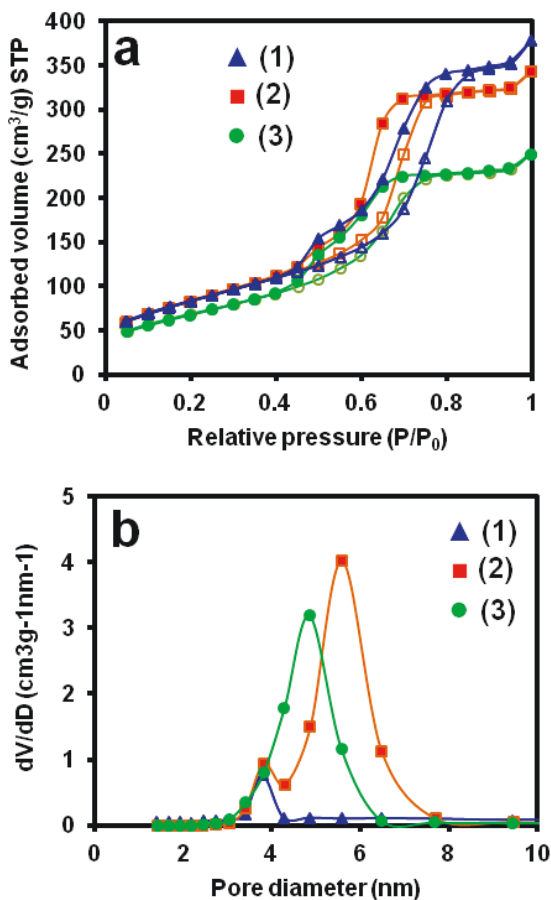 a
(1)
(2)
(3)
Adsorbed volume (cm³/g) STP
400
350
300
250
200
150
100
50
0
0 0.2 0.4 0.6 0.8 1
Relative pressure (P/P₀)
b
(1)
(2)
(3)
dV/dD (cm3g-1nm-1)
5
4
3
2
1
0
0 2 4 6 8 10
Pore diameter (nm)